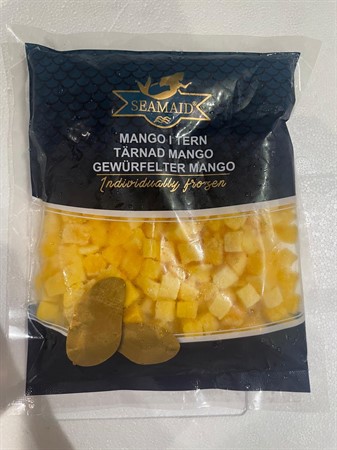 SEAMAID®
MANGO I TERN
TÄRNAD MANGO
GEWÜRFELTER MANGO
Individually frozen